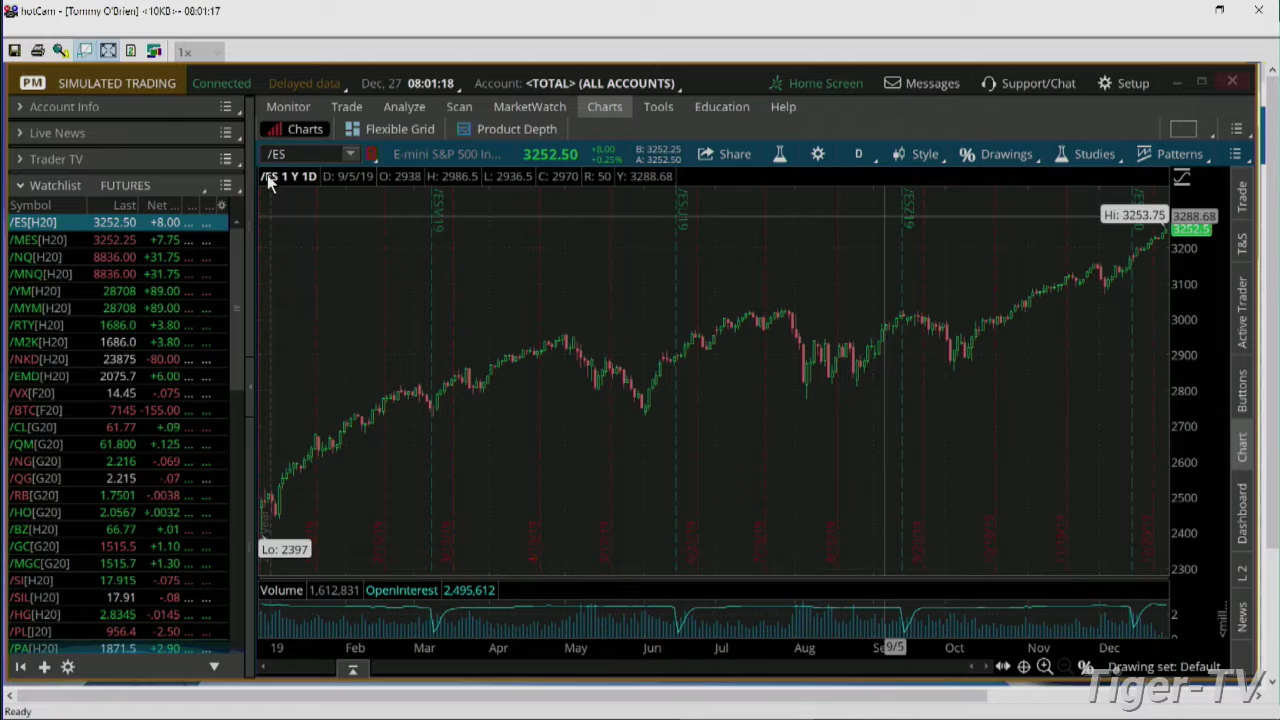 hotCam - [Tommy O'Brien] <10KB>- 08:01:17
1x
PM SIMULATED TRADING Connected Delayed data Dec, 27 08:01:18 Account: <TOTAL> (ALL ACCOUNTS) Home Screen Messages Support/Chat Setup
Account Info
Live News
Trader TV
Watchlist FUTURES
Symbol Last Net ... ... ...
/ES[H20] 3252.50 +8.00 ... ...
/MES[H20] 3252.25 +7.75 ... ...
/NQ[H20] 8836.00 +31.75 ... ...
/MNQ[H20] 8836.00 +31.75 ... ...
/YM[H20] 28708 +89.00 ... ...
/MYM[H20] 28708 +89.00 ... ...
/RTY[H20] 1686.0 +3.80 ... ...
/M2K[H20] 1686.0 +3.80 ... ...
/NKD[H20] 23875 -80.00 ... ...
/EMD[H20] 2075.7 +6.00 ... ...
/VX[F20] 14.45 -.075 ... ...
/BTC[F20] 7145 -155.00 ... ...
/CL[G20] 61.77 +.09 ... ...
/QM[G20] 61.800 +.125 ... ...
/NG[G20] 2.216 -.069 ... ...
/QG[G20] 2.215 -.07 ... ...
/RB[G20] 1.7501 -.0038 ... ...
/HO[G20] 2.0567 +.0032 ... ...
/BZ[H20] 66.77 +.01 ... ...
/GC[G20] 1515.5 +1.10 ... ...
/MGC[G20] 1515.7 +1.30 ... ...
/SI[H20] 17.915 -.075 ... ...
/SIL[H20] 17.91 -.08 ... ...
/HG[H20] 2.8345 -.0145 ... ...
/PL[J20] 956.4 -2.50 ... ...
/PA[H20] 1871.5 +2.90 ... ...
Monitor Trade Analyze Scan MarketWatch Charts Tools Education Help
Charts Flexible Grid Product Depth
/ES E-mini S&P 500 In... 3252.50 +8.00 +0.25% B: 3252.25 A: 3252.50 Share D Style Drawings Studies Patterns
/ES 1 Y 1D D: 9/5/19 O: 2938 H: 2986.5 L: 2936.5 C: 2970 R: 50 Y: 3288.68
/ESM19
/ESU19
/ESZ19
Hi: 3253.75
3288.68
3252.5
3200
3100
3000
2900
2800
2700
2600
2500
2400
2300
Lo: 2397
Volume 1,612,831 OpenInterest 2,495,612
2
0
19 Feb Mar Apr May Jun Jul Aug 9/5 Oct Nov Dec
Drawing set: Default
Trade
T&S
Active Trader
Buttons
Chart
Dashboard
L 2
News
Tiger-TV
Ready